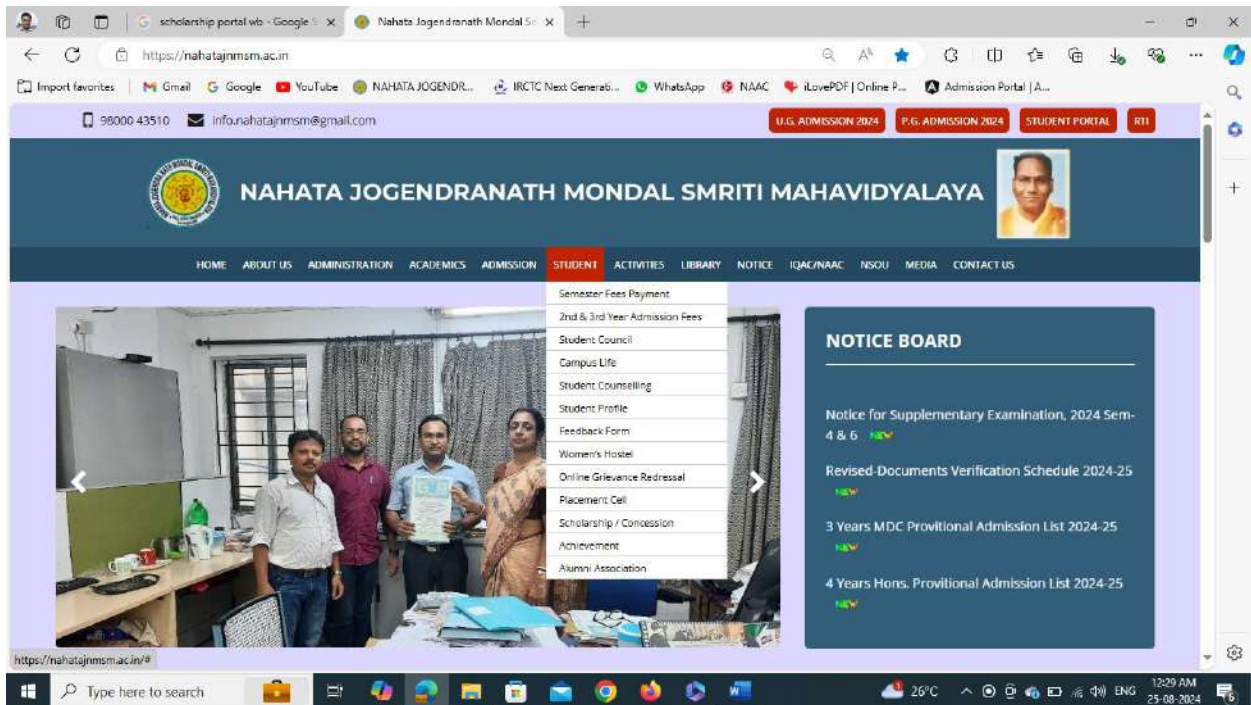 scholarship portal wb - Google S
Nahata Jogendranath Mondal Sm
https://nahatajnmsm.ac.in
Import favorites
Gmail
Google
YouTube
NAHATA JOGENDR...
IRCTC Next Generati...
WhatsApp
NAAC
iLovePDF | Online P...
Admission Portal | A...
98000 43510
info.nahatajnmsm@gmail.com
U.G. ADMISSION 2024
P.G. ADMISSION 2024
STUDENT PORTAL
RTI
NAHATA JOGENDRANATH MONDAL SMRITI MAHAVIDYALAYA
HOME ABOUT US ADMINISTRATION ACADEMICS ADMISSION STUDENT ACTIVITIES LIBRARY NOTICE IQAC/NAAC NSOU MEDIA CONTACT US
Semester Fees Payment
2nd & 3rd Year Admission Fees
Student Council
Campus Life
Student Counselling
Student Profile
Feedback Form
Women's Hostel
Online Grievance Redressal
Placement Cell
Scholarship / Concession
Achievement
Alumni Association
NOTICE BOARD
Notice for Supplementary Examination, 2024 Sem-
4 & 6 NEW
Revised-Documents Verification Schedule 2024-25
NEW
3 Years MDC Provitional Admission List 2024-25
NEW
4 Years Hons. Provitional Admission List 2024-25
NEW
https://nahatajnmsm.ac.in/#
Type here to search
26°C
ENG
12:29 AM
25-08-2024